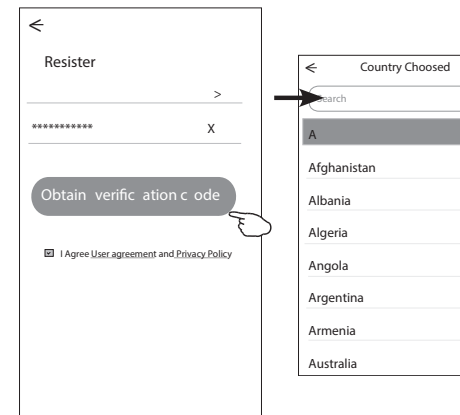 Resister
>
*********** X
Obtain verific ation c ode
I Agree User agreement and Privacy Policy
Country Choosed
Search
A
Afghanistan
Albania
Algeria
Angola
Argentina
Armenia
Australia